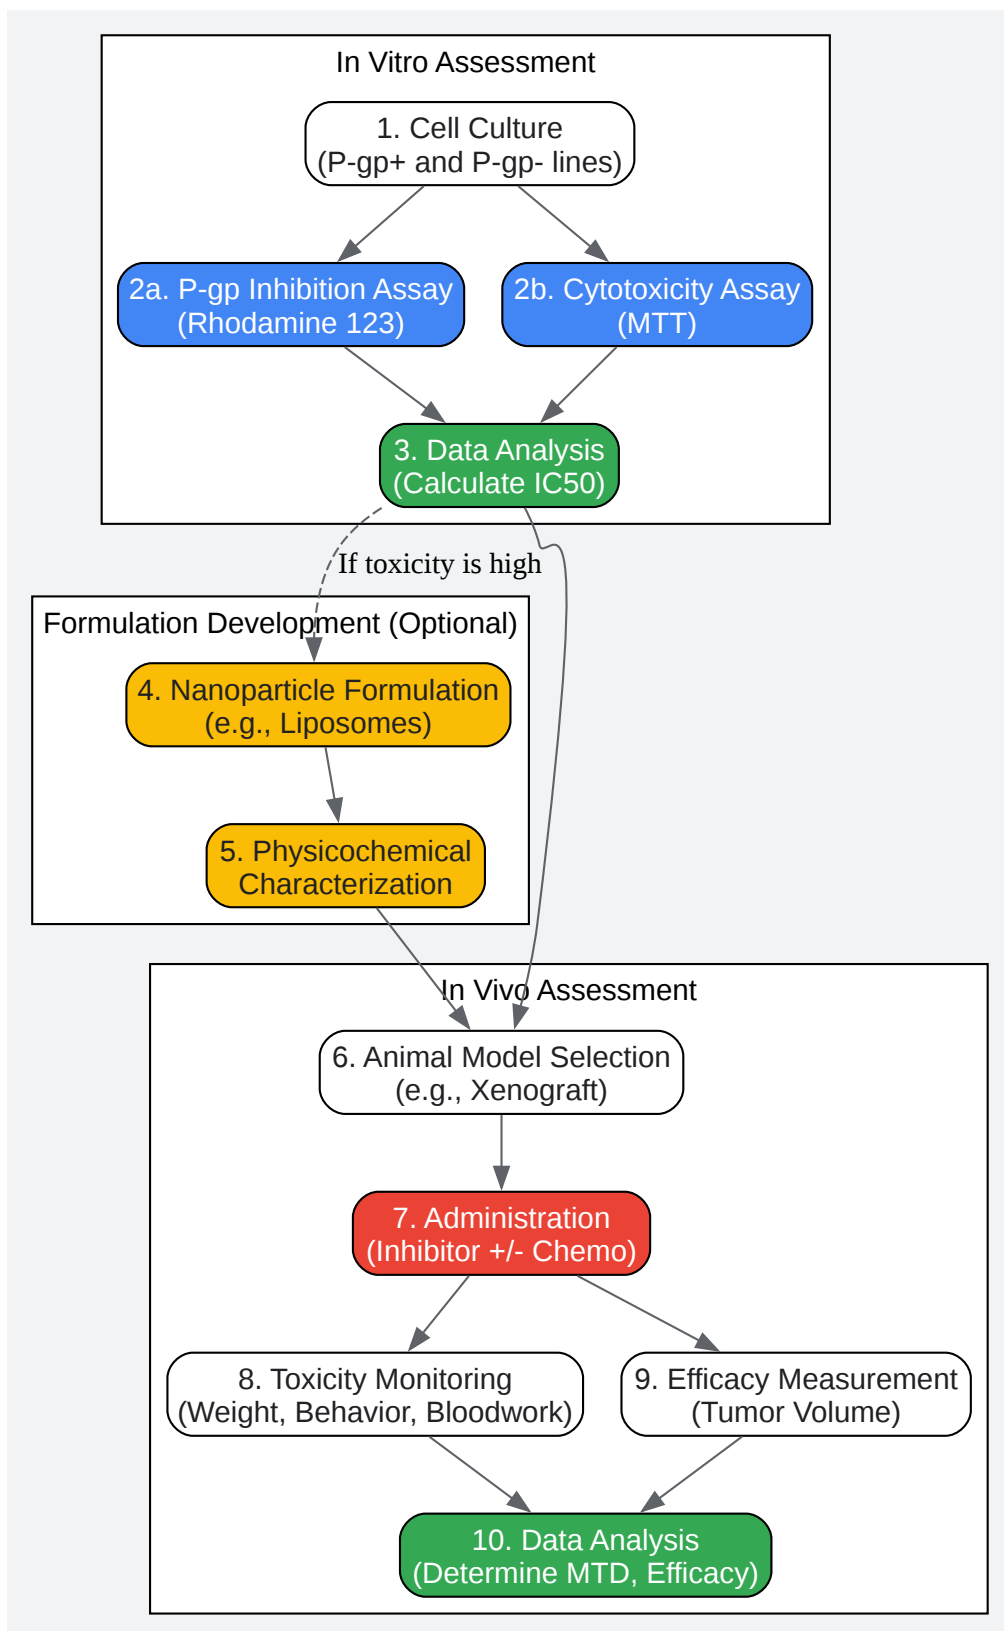 In Vitro Assessment
1. Cell Culture
(P-gp+ and P-gp- lines)
2a. P-gp Inhibition Assay
(Rhodamine 123)
2b. Cytotoxicity Assay
(MTT)
3. Data Analysis
(Calculate IC50)
If toxicity is high
Formulation Development (Optional)
4. Nanoparticle Formulation
(e.g., Liposomes)
5. Physicochemical
Characterization
In Vivo Assessment
6. Animal Model Selection
(e.g., Xenograft)
7. Administration
(Inhibitor +/- Chemo)
8. Toxicity Monitoring
(Weight, Behavior, Bloodwork)
9. Efficacy Measurement
(Tumor Volume)
10. Data Analysis
(Determine MTD, Efficacy)